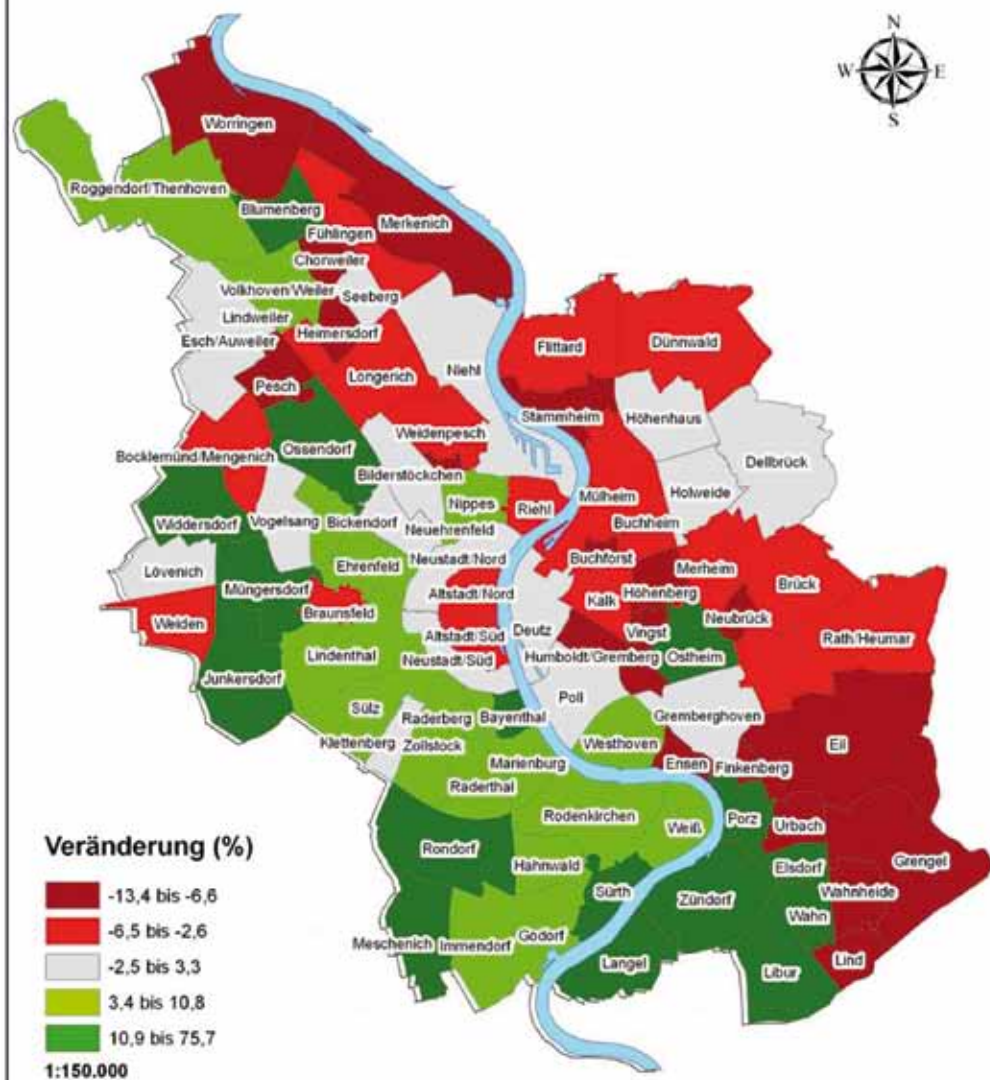 N
W E
S
Worringen
Roggendorf/Thenhoven
Blumenberg
Merkenich
Fühlingen
Chorweiler
Volkhoven/Weiler
Seeberg
Lindweiler
Heimersdorf
Esch/Auweiler
Flittard
Dünnwald
Niehl
Longerich
Pesch
Stammheim
Höhenhaus
Weidenpesch
Ossendorf
Bocklemünd/Mengenich
Dellbrück
Bilderstöckchen
Holweide
Mülheim
Nippes
Riehl
Widdersdorf
Vogelsang
Bickendorf
Buchheim
Neuehrenfeld
Neustadt/Nord
Buchforst
Ehrenfeld
Merheim
Lövenich
Brück
Müngersdorf
Altstadt/Nord
Höhenberg
Kalk
Neubrück
Braunsfeld
Weiden
Deutz
Vingst
Altstadt/Süd
Rath/Heumar
Lindenthal
Neustadt/Süd
Humboldt/Gremberg
Ostheim
Junkersdorf
Poll
Sülz
Raderberg
Bayenthal
Gremberghoven
Klettenberg
Zollstock
Westhoven
Eil
Marienburg
Ensen
Finkenberg
Raderthal
Rodenkirchen
Weiß
Porz
Urbach
Rondorf
Grengel
Hahnwald
Elsdorf
Sürth
Zündorf
Wahnheide
Wahn
Godorf
Meschenich
Immendorf
Langel
Lind
Libur
Veränderung (%)
-13,4 bis -6,6
-6,5 bis -2,6
-2,5 bis 3,3
3,4 bis 10,8
10,9 bis 75,7
1:150.000